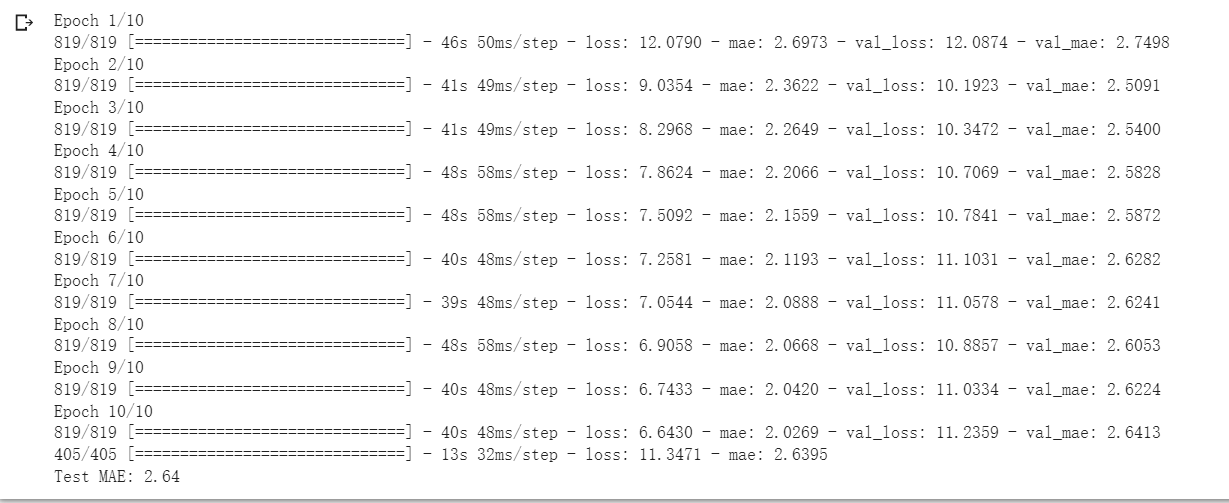 Epoch 1/10
819/819 [==============================] - 46s 50ms/step - loss: 12.0790 - mae: 2.6973 - val_loss: 12.0874 - val_mae: 2.7498
Epoch 2/10
819/819 [==============================] - 41s 49ms/step - loss: 9.0354 - mae: 2.3622 - val_loss: 10.1923 - val_mae: 2.5091
Epoch 3/10
819/819 [==============================] - 41s 49ms/step - loss: 8.2968 - mae: 2.2649 - val_loss: 10.3472 - val_mae: 2.5400
Epoch 4/10
819/819 [==============================] - 48s 58ms/step - loss: 7.8624 - mae: 2.2066 - val_loss: 10.7069 - val_mae: 2.5828
Epoch 5/10
819/819 [==============================] - 48s 58ms/step - loss: 7.5092 - mae: 2.1559 - val_loss: 10.7841 - val_mae: 2.5872
Epoch 6/10
819/819 [==============================] - 40s 48ms/step - loss: 7.2581 - mae: 2.1193 - val_loss: 11.1031 - val_mae: 2.6282
Epoch 7/10
819/819 [==============================] - 39s 48ms/step - loss: 7.0544 - mae: 2.0888 - val_loss: 11.0578 - val_mae: 2.6241
Epoch 8/10
819/819 [==============================] - 48s 58ms/step - loss: 6.9058 - mae: 2.0668 - val_loss: 10.8857 - val_mae: 2.6053
Epoch 9/10
819/819 [==============================] - 40s 48ms/step - loss: 6.7433 - mae: 2.0420 - val_loss: 11.0334 - val_mae: 2.6224
Epoch 10/10
819/819 [==============================] - 40s 48ms/step - loss: 6.6430 - mae: 2.0269 - val_loss: 11.2359 - val_mae: 2.6413
405/405 [==============================] - 13s 32ms/step - loss: 11.3471 - mae: 2.6395
Test MAE: 2.64